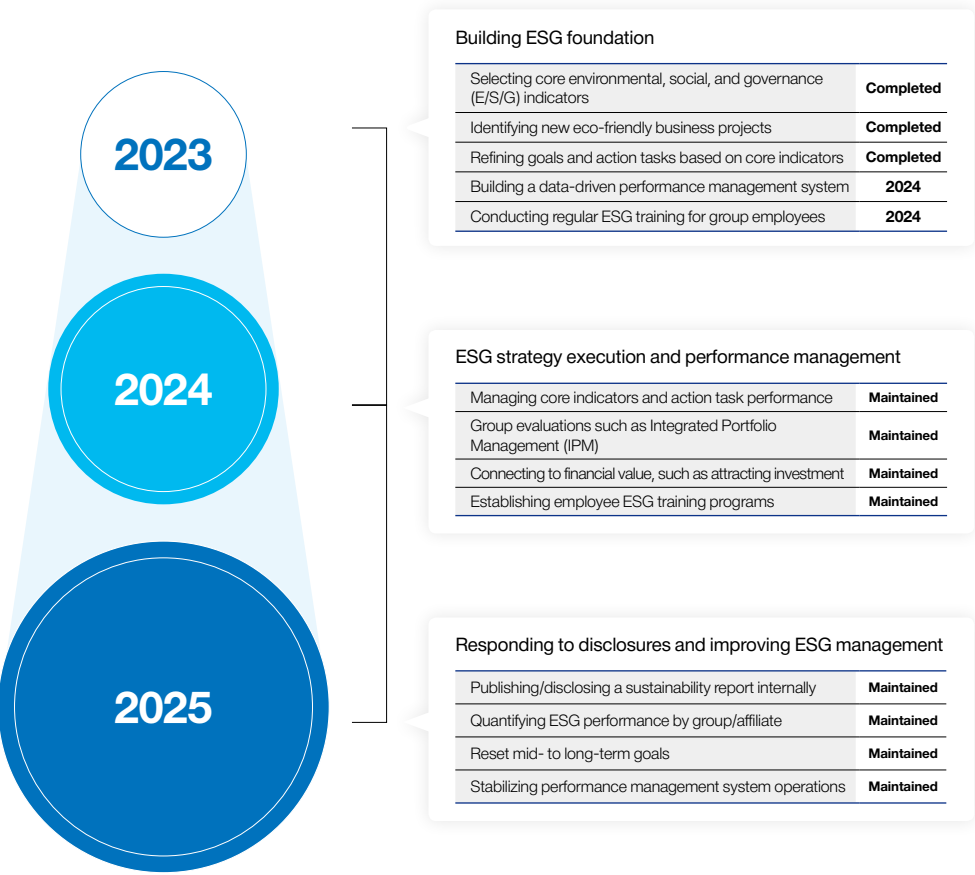 2023
Building ESG foundation
Selecting core environmental, social, and governance
(E/S/G) indicators
Completed
Identifying new eco-friendly business projects
Completed
Refining goals and action tasks based on core indicators
Completed
Building a data-driven performance management system
2024
Conducting regular ESG training for group employees
2024
2024
ESG strategy execution and performance management
Managing core indicators and action task performance
Maintained
Group evaluations such as Integrated Portfolio
Management (IPM)
Maintained
Connecting to financial value, such as attracting investment
Maintained
Establishing employee ESG training programs
Maintained
2025
Responding to disclosures and improving ESG management
Publishing/disclosing a sustainability report internally
Maintained
Quantifying ESG performance by group/affiliate
Maintained
Reset mid- to long-term goals
Maintained
Stabilizing performance management system operations
Maintained